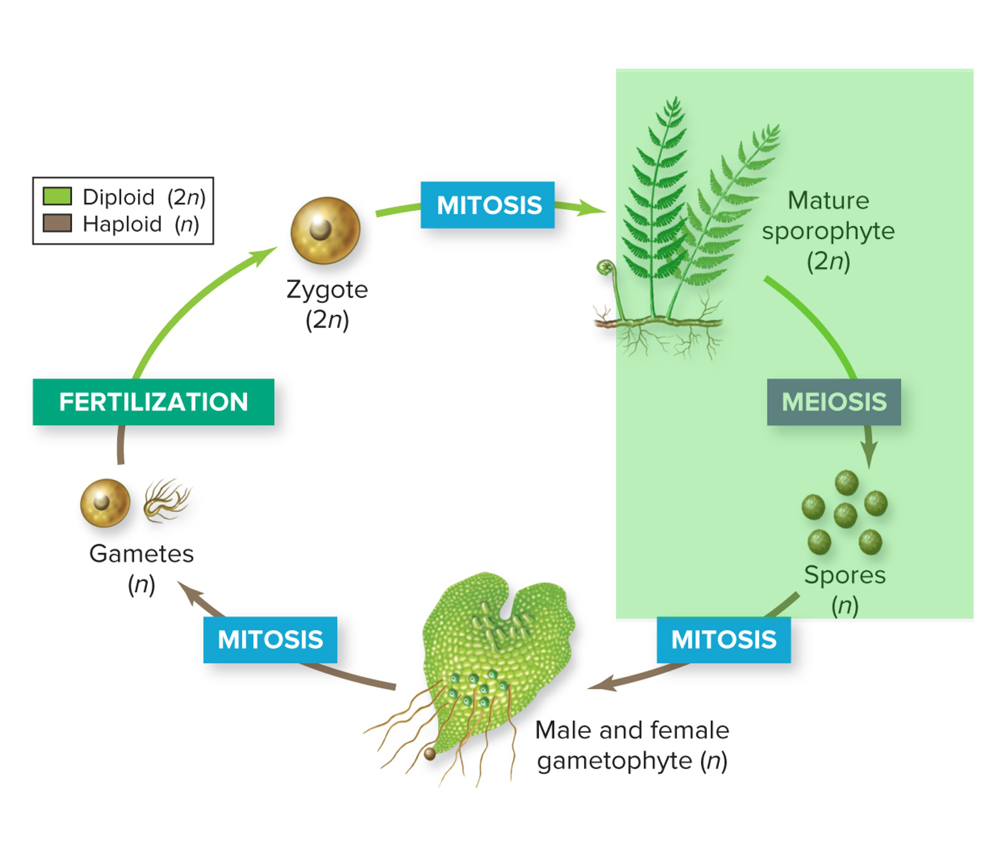 Diploid (2n)
Haploid (n)
MITOSIS
Mature
sporophyte
(2n)
Zygote
(2n)
FERTILIZATION
MEIOSIS
Gametes
(n)
Spores
(n)
MITOSIS
MITOSIS
Male and female
gametophyte (n)